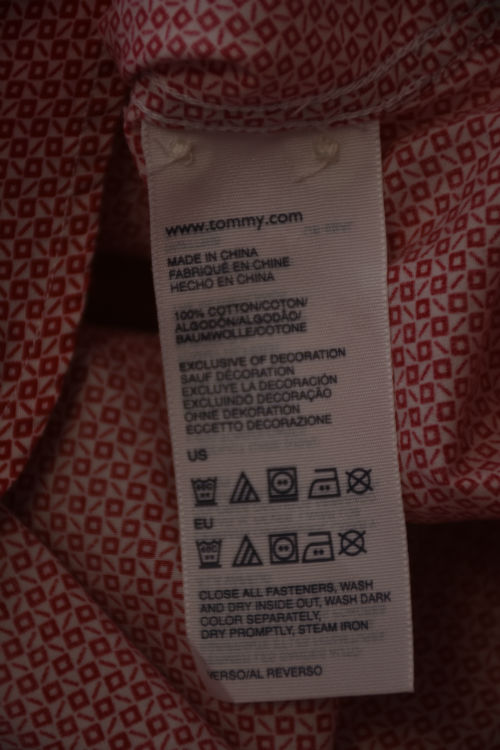 www.tommy.com
MADE IN CHINA
FABRIQUÉ EN CHINE
HECHO EN CHINA
100% COTTON/COTON/
ALGODÓN/ALGODÃO/
BAUMWOLLE/COTONE
EXCLUSIVE OF DECORATION
SAUF DÉCORATION
EXCLUYE LA DECORACIÓN
EXCLUINDO DECORAÇÃO
OHNE DEKORATION
ECCETTO DECORAZIONE
US
EU
40C
CLOSE ALL FASTENERS, WASH
AND DRY INSIDE OUT, WASH DARK
COLOR SEPARATELY,
DRY PROMPTLY, STEAM IRON
VERSO/AL REVERSO